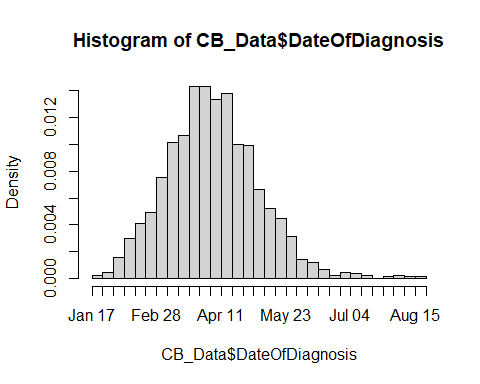 Histogram of CB_Data$DateOfDiagnosis
Density
0.012
0.008
0.004
0.000
Jan 17 Feb 28 Apr 11 May 23 Jul 04 Aug 15
CB_Data$DateOfDiagnosis